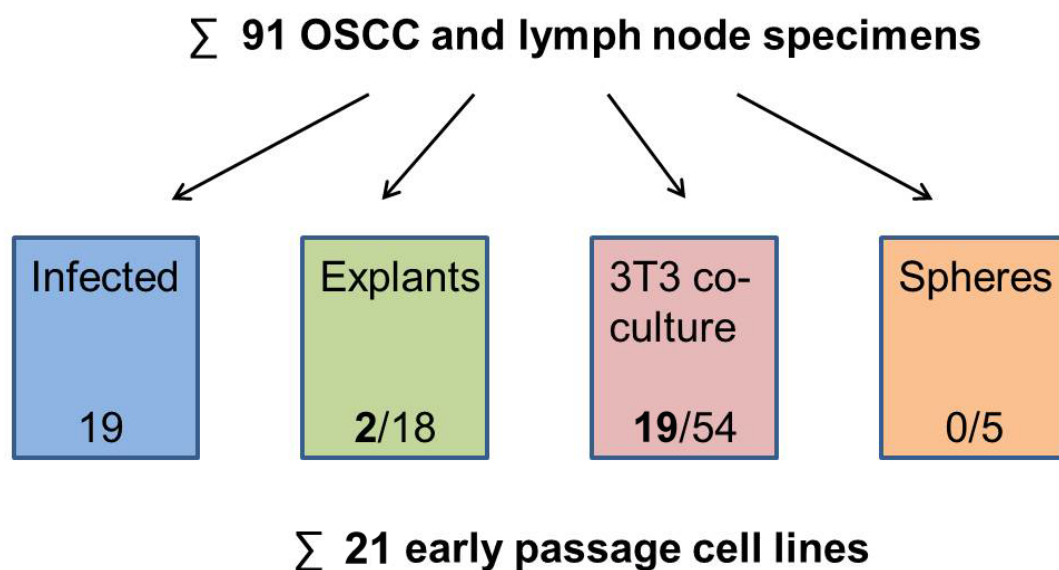 ∑ 91 OSCC and lymph node specimens
Infected
19
Explants
2/18
3T3 co-
culture
19/54
Spheres
0/5
∑ 21 early passage cell lines